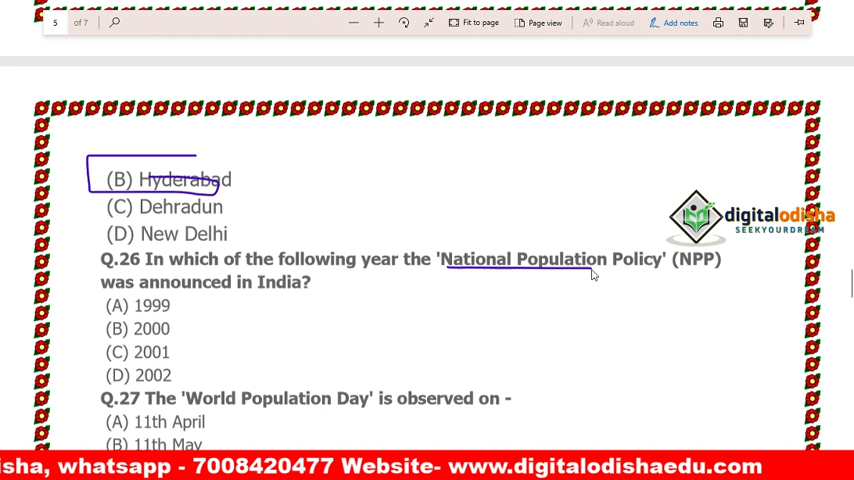 5 of 7 Fit to page Page view Read aloud Add notes
(B) Hyderabad
(C) Dehradun
(D) New Delhi
digitalodisha
SEEKYOURDREAM
Q.26 In which of the following year the 'National Population Policy' (NPP)
was announced in India?
(A) 1999
(B) 2000
(C) 2001
(D) 2002
Q.27 The 'World Population Day' is observed on -
(A) 11th April
(B) 11th May
isha, whatsapp - 7008420477 Website- www.digitalodishaedu.com